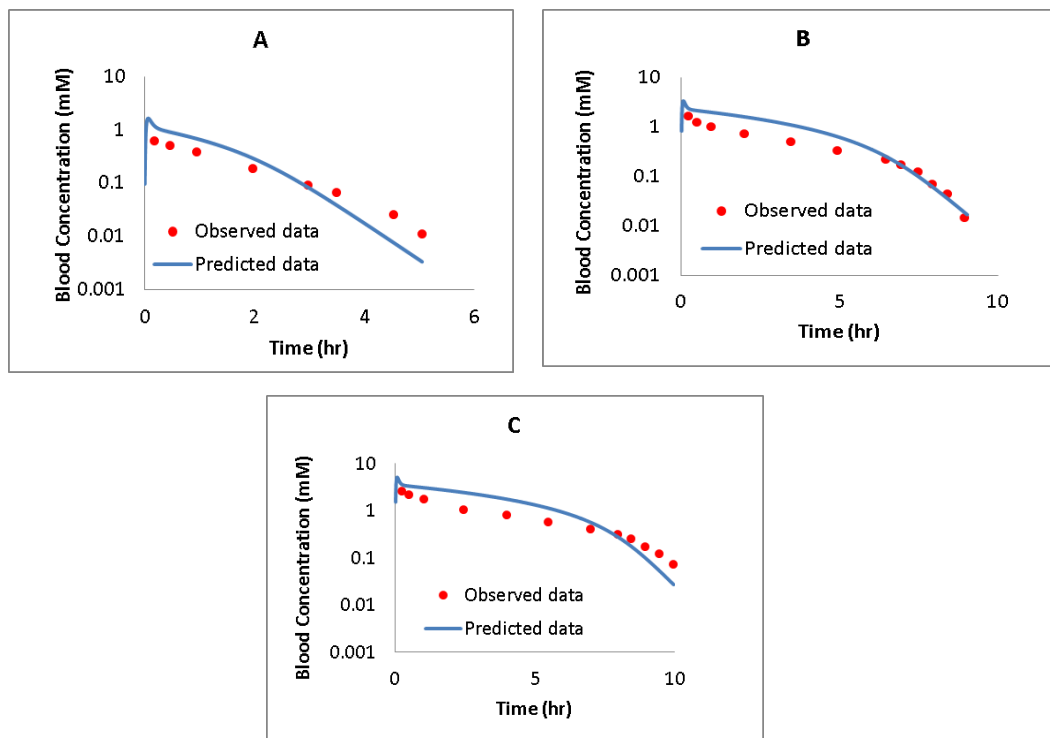 A
Blood Concentration (mM)
10
1
0.1
0.01
0.001
Observed data
Predicted data
0 2 4 6
Time (hr)
B
Blood Concentration (mM)
10
1
0.1
0.01
0.001
Observed data
Predicted data
0 5 10
Time (hr)
C
Blood Concentration (mM)
10
1
0.1
0.01
0.001
Observed data
Predicted data
0 5 10
Time (hr)